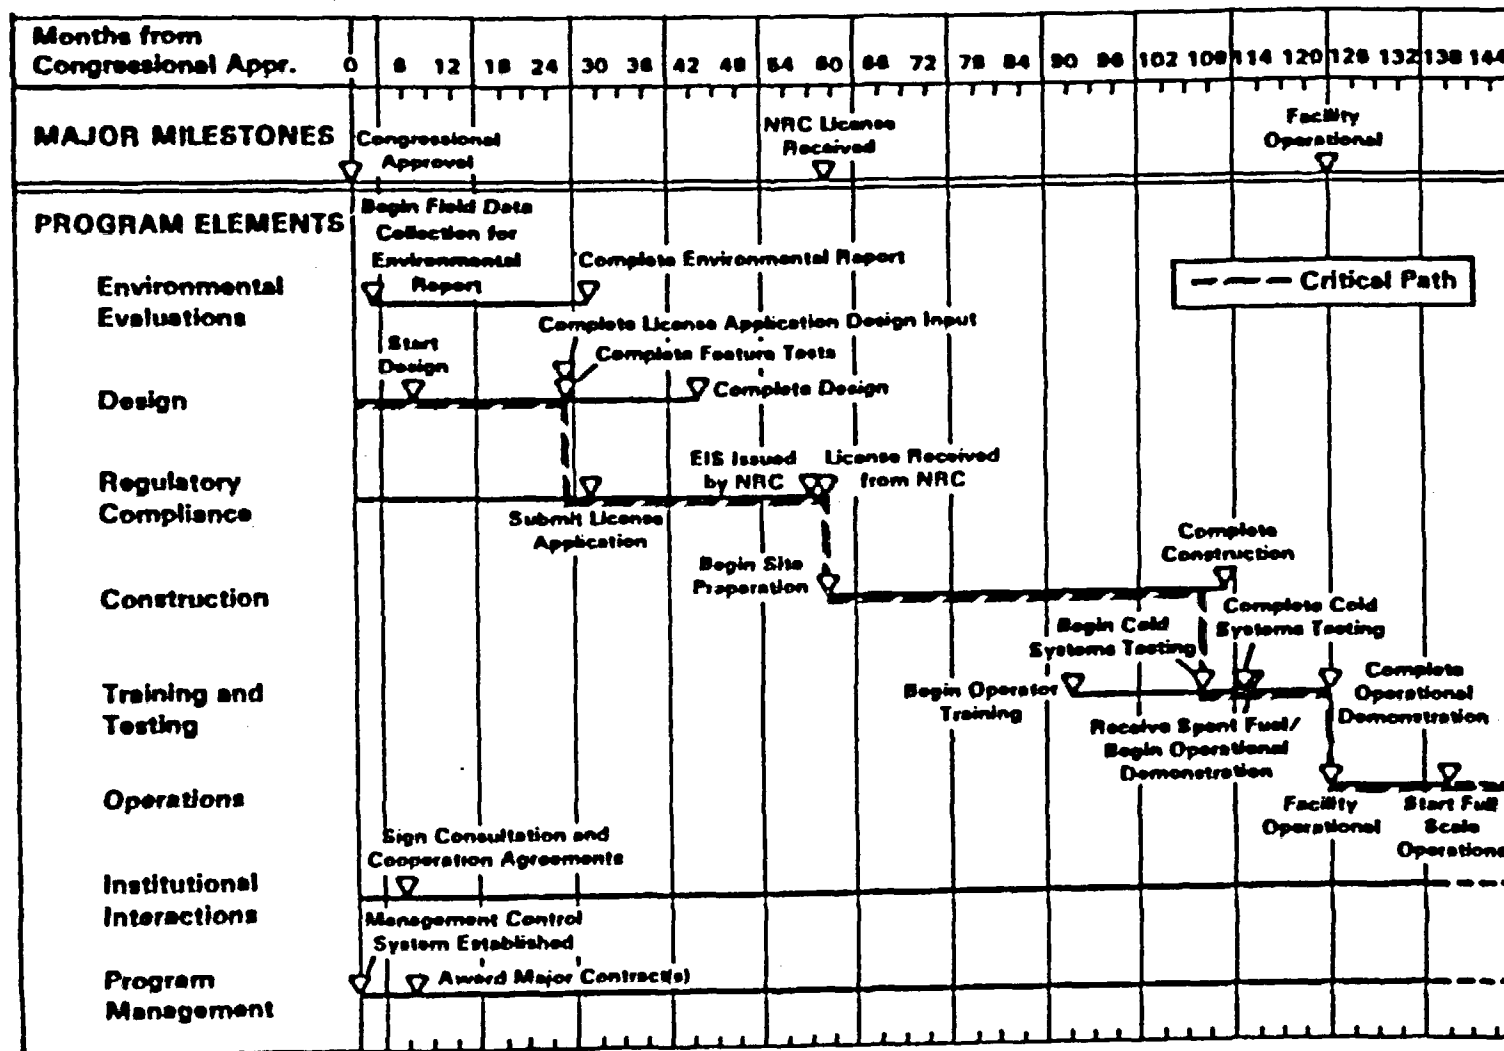 Months from
Congressional Appr. 0 6 12 18 24 30 36 42 48 54 60 66 72 78 84 90 96 102 108 114 120 126 132 138 144
MAJOR MILESTONES
Congressional
Approval
NRC License
Received
Facility
Operational
PROGRAM ELEMENTS
Begin Field Data
Collection for
Environmental
Report
Complete Environmental Report
Environmental
Evaluations
Critical Path
Complete License Application Design Input
Start
Design
Complete Feature Tests
Design
Complete Design
Regulatory
Compliance
EIS Issued
by NRC
License Received
from NRC
Submit License
Application
Begin Site
Preparation
Complete
Construction
Construction
Begin Cold
Systems Testing
Complete Cold
Systems Testing
Training and
Testing
Begin Operator
Training
Complete
Operational
Demonstration
Receive Spent Fuel/
Begin Operational
Demonstration
Operations
Facility
Operational
Start Full
Scale
Operations
Sign Consultation and
Cooperation Agreements
Institutional
Interactions
Management Control
System Established
Program
Management
Award Major Contract(s)